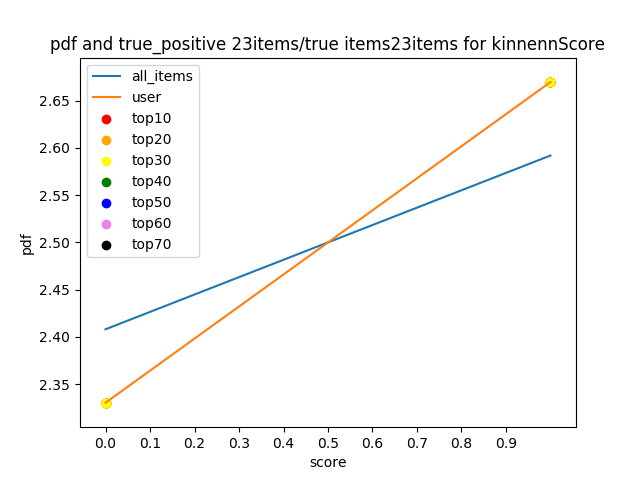 pdf and true_positive 23items/true items23items for kinnennScore
all_items
user
top10
top20
top30
top40
top50
top60
top70
pdf
2.65
2.60
2.55
2.50
2.45
2.40
2.35
0.0 0.1 0.2 0.3 0.4 0.5 0.6 0.7 0.8 0.9
score